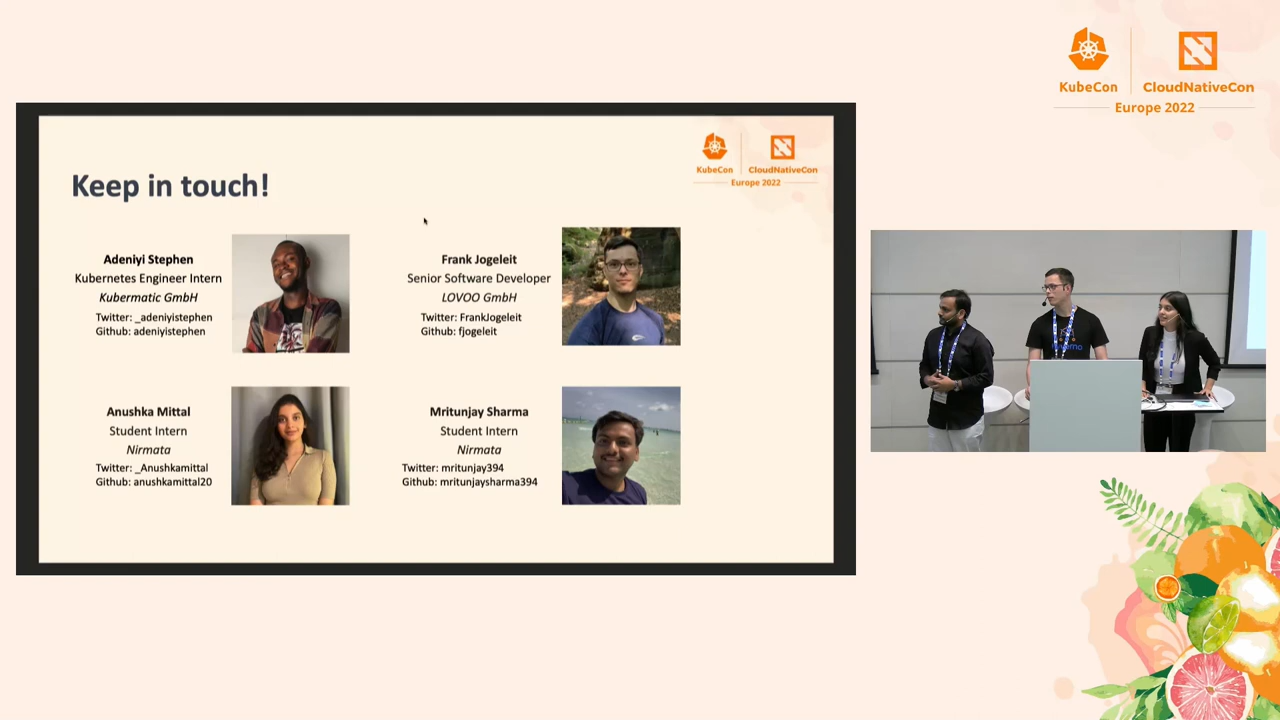 KubeCon
CloudNativeCon
Europe 2022
KubeCon
CloudNativeCon
Europe 2022
Keep in touch!
Adeniyi Stephen
Kubernetes Engineer Intern
Kubermatic GmbH
Twitter: _adeniyistephen
Github: adeniyistephen
Frank Jogeleit
Senior Software Developer
LOVOO GmbH
Twitter: FrankJogeleit
Github: fjogeleit
Anushka Mittal
Student Intern
Nirmata
Twitter: _Anushkamittal
Github: anushkamittal20
Mritunjay Sharma
Student Intern
Nirmata
Twitter: mritunjay394
Github: mritunjaysharma394